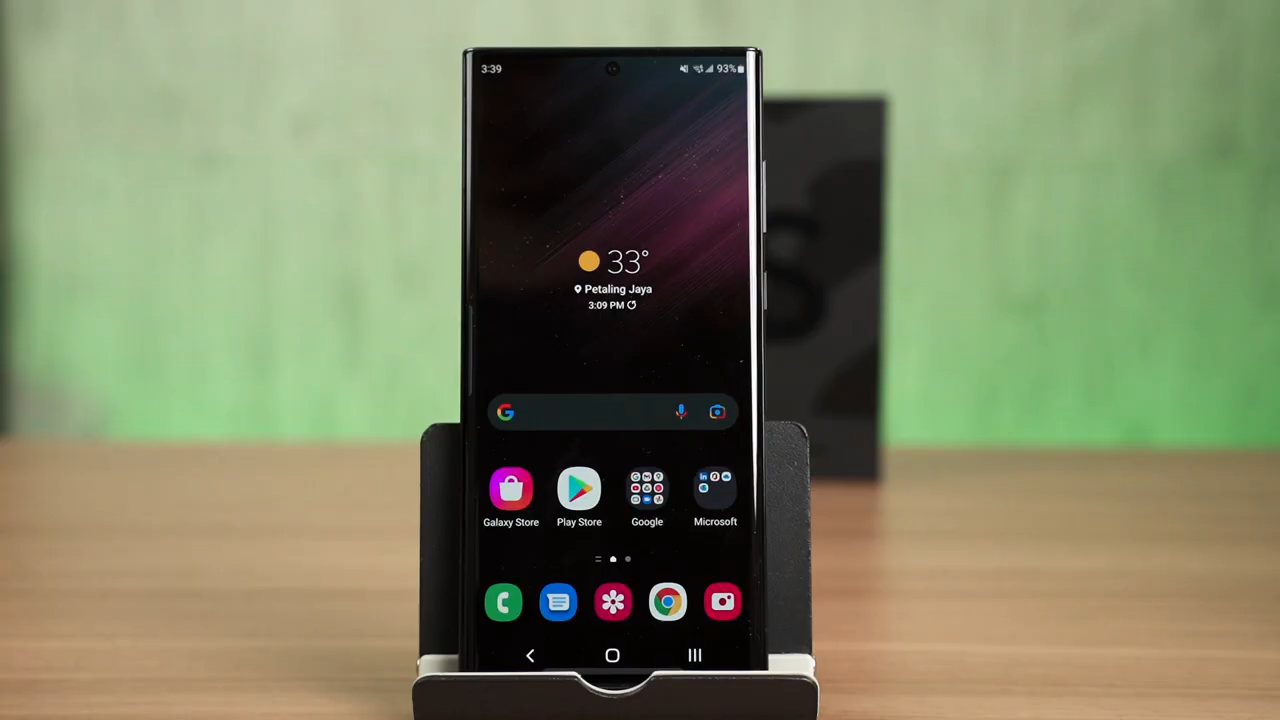 3:39
93%
33°
Petaling Jaya
3:09 PM
Galaxy Store
Play Store
Google
Microsoft
S